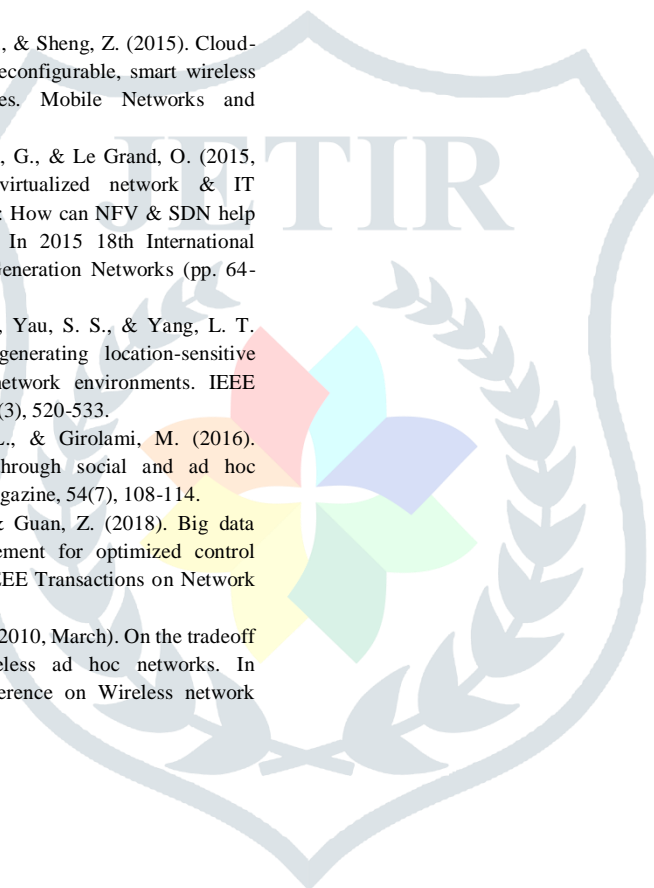 ., & Sheng, Z. (2015). Cloud-
econfigurable, smart wireless
es. Mobile Networks and
, G., & Le Grand, O. (2015,
virtualized network & IT
: How can NFV & SDN help
In 2015 18th International
Generation Networks (pp. 64-
, Yau, S. S., & Yang, L. T.
generating location-sensitive
network environments. IEEE
(3), 520-533.
L., & Girolami, M. (2016).
hrough social and ad hoc
gazine, 54(7), 108-114.
& Guan, Z. (2018). Big data
ement for optimized control
EEE Transactions on Network
2010, March). On the tradeoff
eless ad hoc networks. In
erence on Wireless network
JETIR